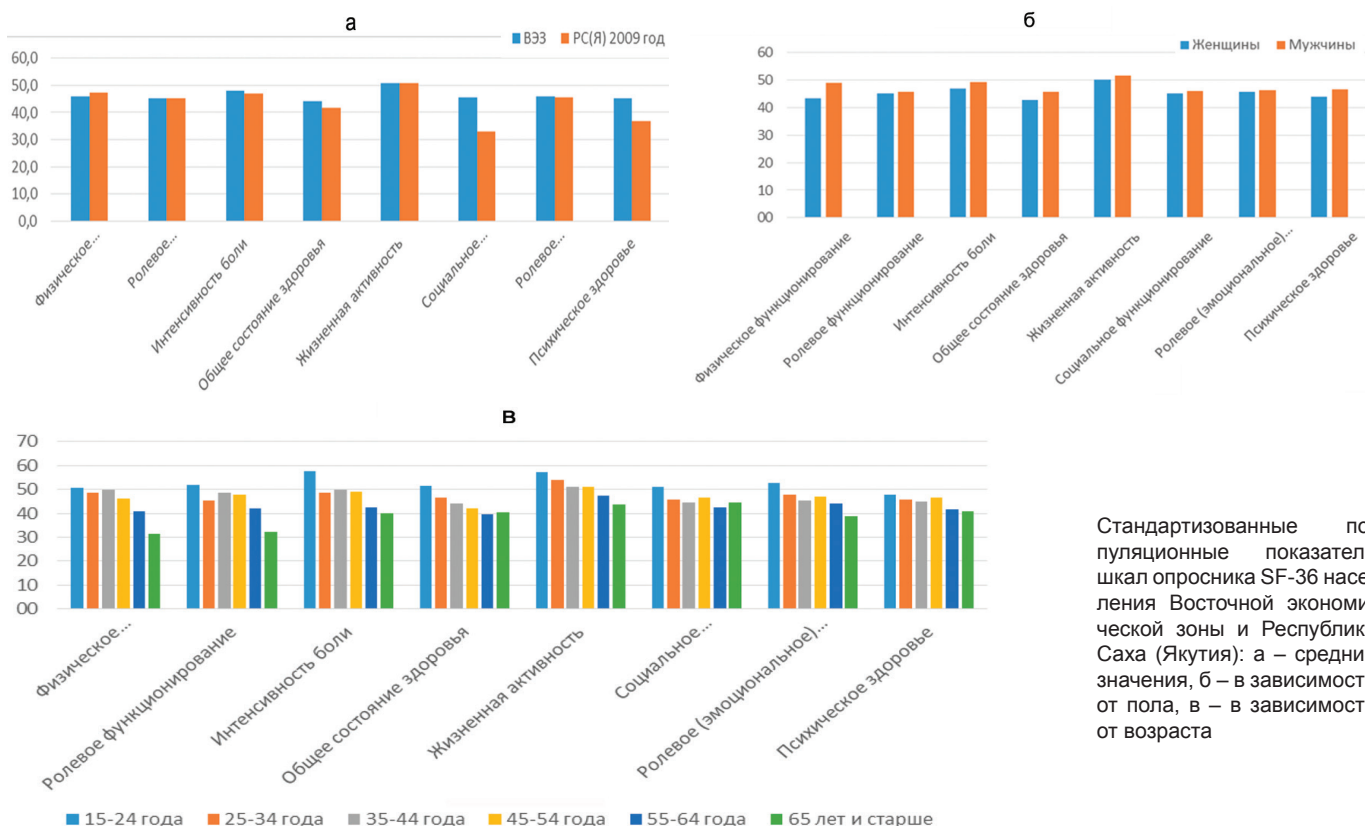 а
ВЭЗ РС(Я) 2009 год
60,0
50,0
40,0
30,0
20,0
10,0
0,0
Физическое...
Ролевое...
Интенсивность боли
Общее состояние здоровья
Жизненная активность
Социальное...
Ролевое...
Психическое здоровье
б
Женщины Мужчины
60
50
40
30
20
10
00
Физическое функционирование
Ролевое функционирование
Интенсивность боли
Общее состояние здоровья
Жизненная активность
Социальное функционирование
Ролевое (эмоциональное)...
Психическое здоровье
в
70
60
50
40
30
20
10
00
Физическое...
Ролевое функционирование
Интенсивность боли
Общее состояние здоровья
Жизненная активность
Социальное...
Ролевое (эмоциональное)...
Психическое здоровье
15-24 года 25-34 года 35-44 года 45-54 года 55-64 года 65 лет и старше
Стандартизованные по
пуляционные показател
шкал опросника SF-36 насе
ления Восточной экономи
ческой зоны и Республик
Саха (Якутия): а – средни
значения, б – в зависимост
от пола, в – в зависимост
от возраста